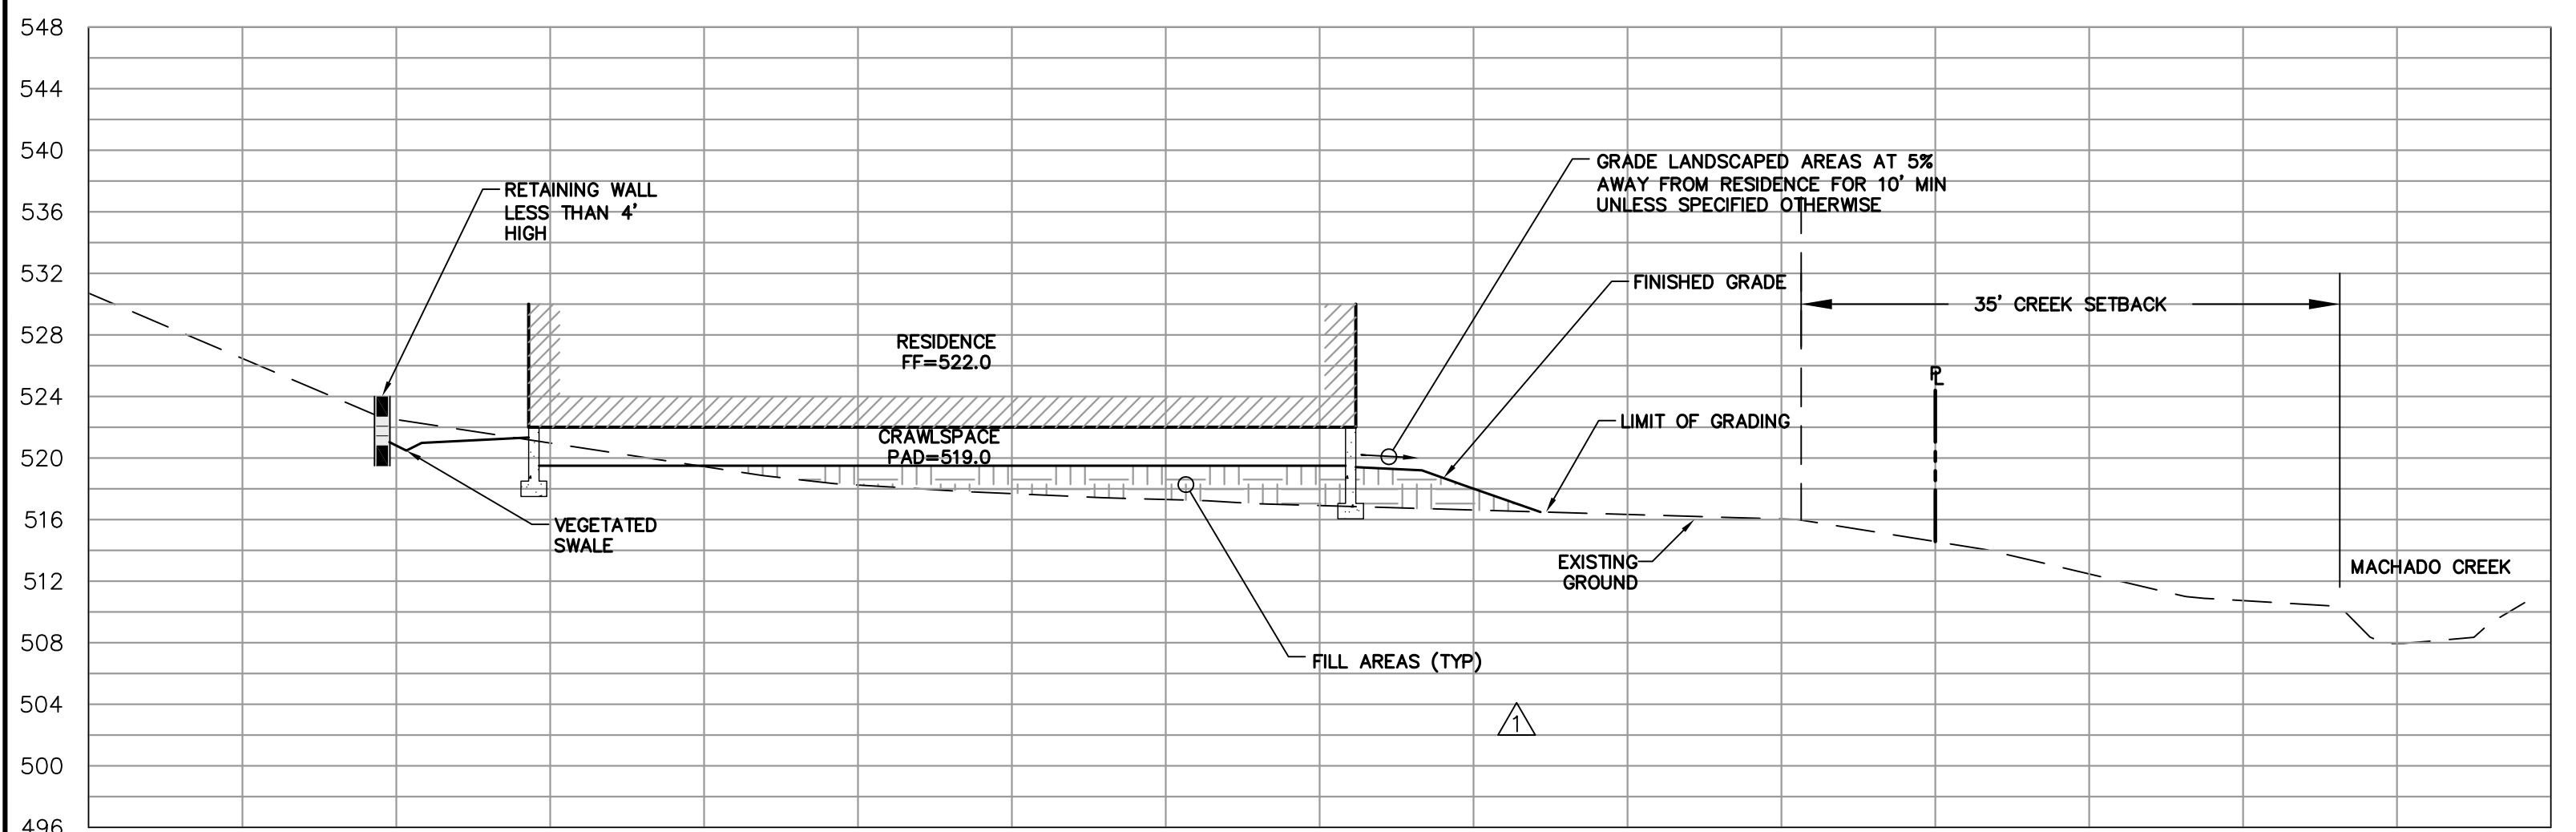 548
544
540
536
532
528
524
520
516
512
508
504
500
496
RETAINING WALL
LESS THAN 4'
HIGH
GRADE LANDSCAPED AREAS AT 5%
AWAY FROM RESIDENCE FOR 10' MIN
UNLESS SPECIFIED OTHERWISE
FINISHED GRADE
35' CREEK SETBACK
RESIDENCE
FF=522.0
PL
LIMIT OF GRADING
CRAWLSPACE
PAD=519.0
VEGETATED
SWALE
EXISTING
GROUND
MACHADO CREEK
FILL AREAS (TYP)
1